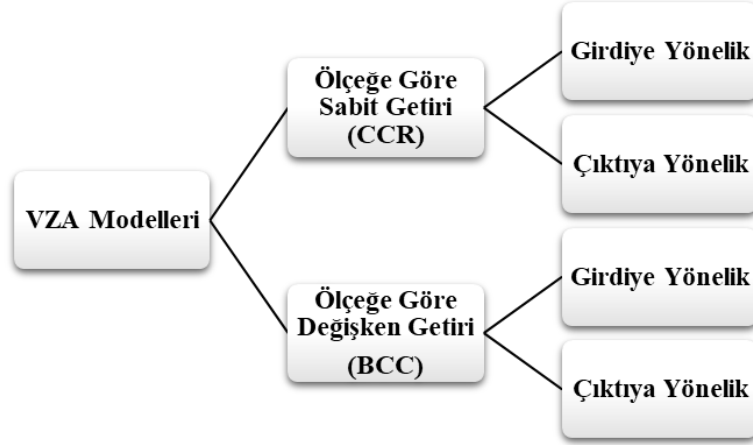 VZA Modelleri
Ölçeğe Göre
Sabit Getiri
(CCR)
Girdiye Yönelik
Çıktıya Yönelik
Ölçeğe Göre
Değişken Getiri
(BCC)
Girdiye Yönelik
Çıktıya Yönelik